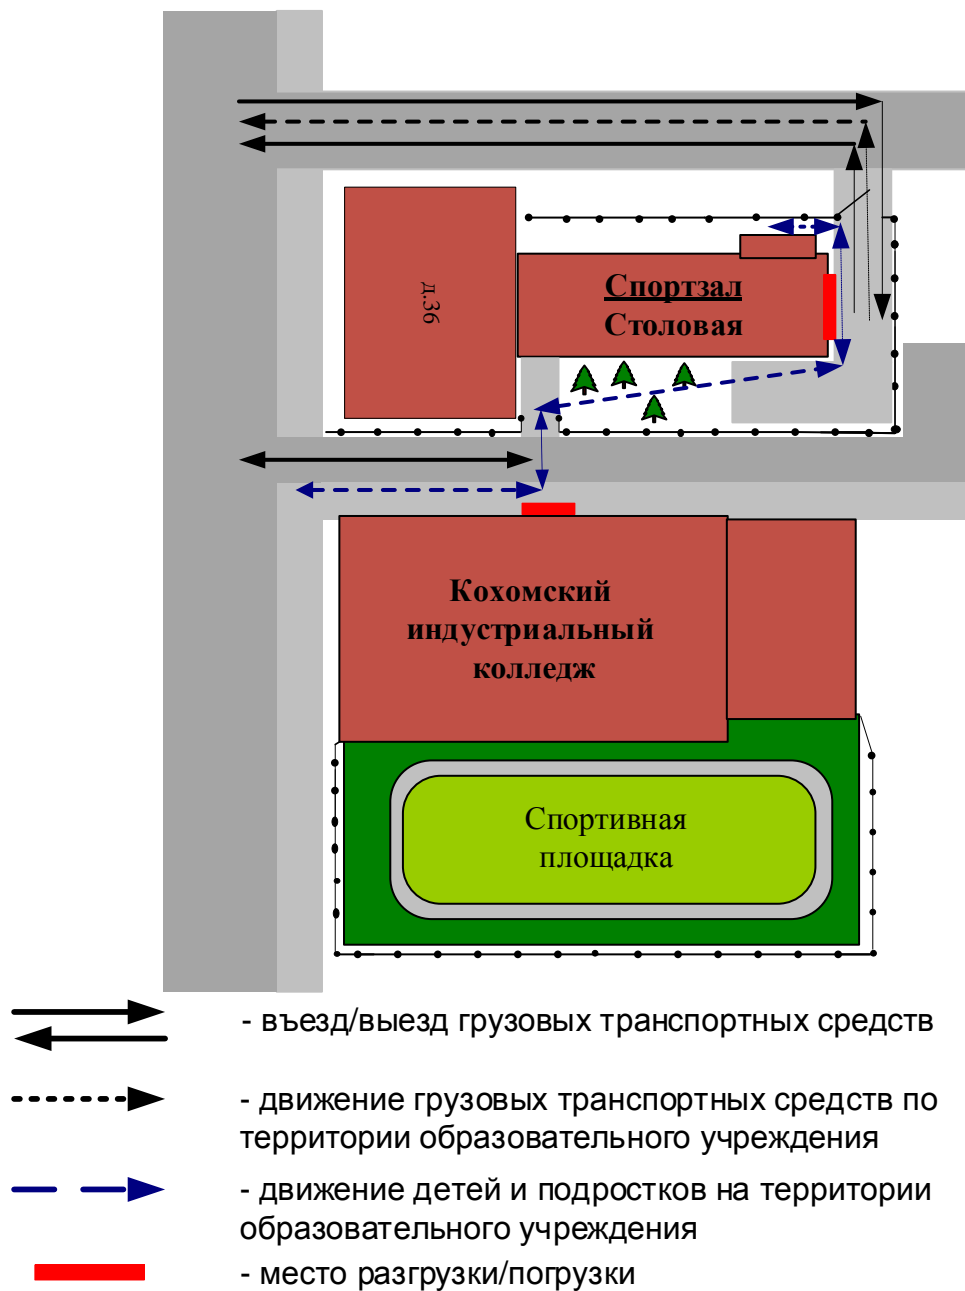 д.36
Спортзал
Столовая
Кохомский
индустриальный
колледж
Спортивная
площадка
- въезд/выезд грузовых транспортных средств
- движение грузовых транспортных средств по
территории образовательного учреждения
- движение детей и подростков на территории
образовательного учреждения
- место разгрузки/погрузки